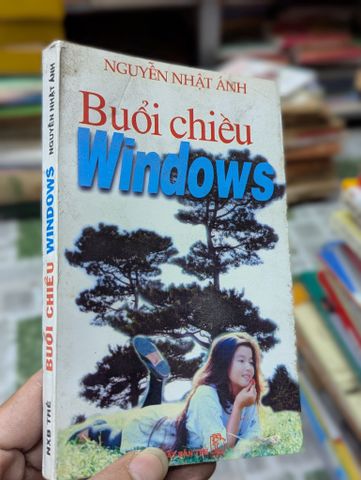 NGUYỄN NHẬT ÁNH
Buổi chiều
Windows
NXB TRẺ BUỔI CHIỀU WINDOWS NGUYỄN NHẬT ÁNH